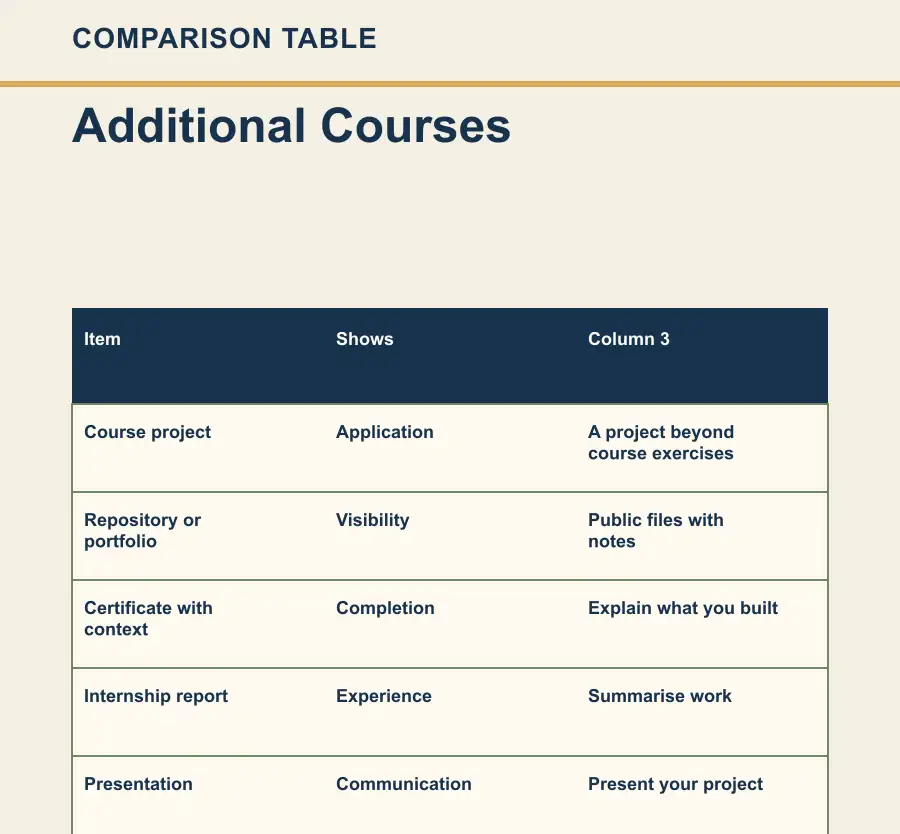 COMPARISON TABLE
Additional Courses
Item Shows Column 3
Course project Application A project beyond
course exercises
Repository or Visibility Public files with
portfolio notes
Certificate with Completion Explain what you built
context
Internship report Experience Summarise work
Presentation Communication Present your project